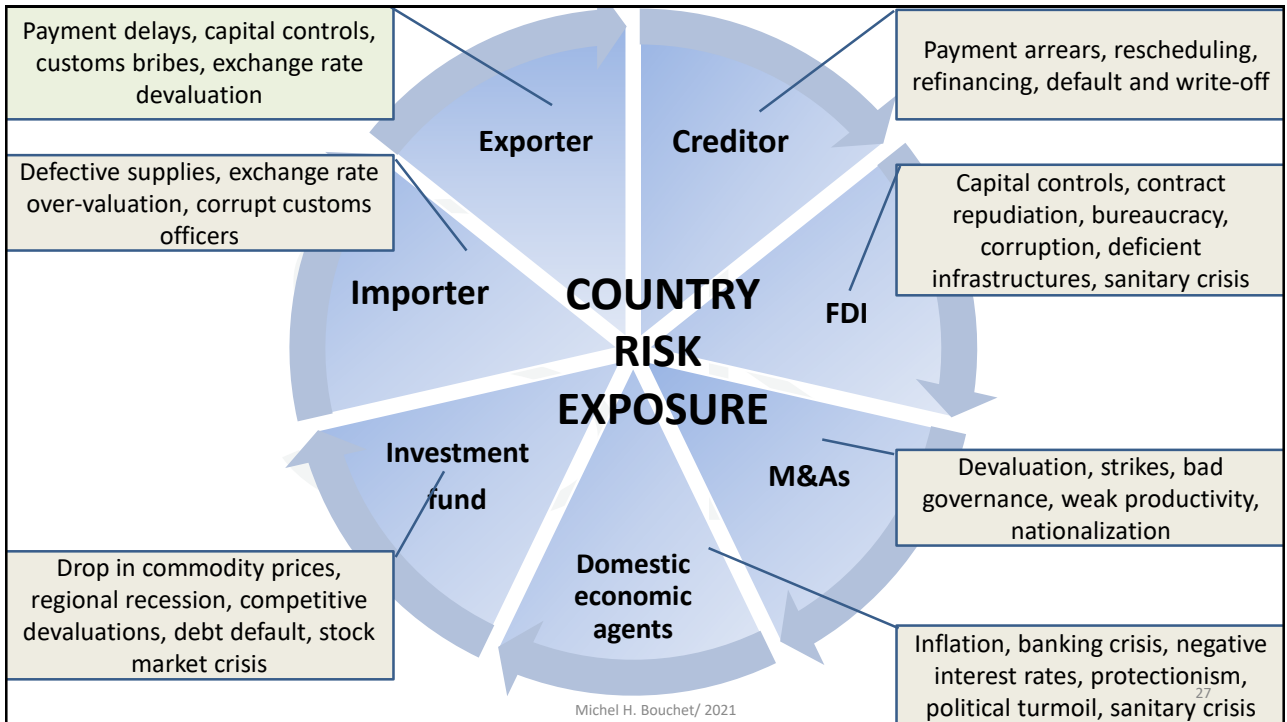 Payment delays, capital controls,
customs bribes, exchange rate
devaluation
Payment arrears, rescheduling,
refinancing, default and write-off
Exporter
Creditor
Defective supplies, exchange rate
over-valuation, corrupt customs
officers
Capital controls, contract
repudiation, bureaucracy,
corruption, deficient
infrastructures, sanitary crisis
Importer
COUNTRY
RISK
EXPOSURE
FDI
Investment
fund
M&As
Devaluation, strikes, bad
governance, weak productivity,
nationalization
Domestic
economic
agents
Drop in commodity prices,
regional recession, competitive
devaluations, debt default, stock
market crisis
Inflation, banking crisis, negative
interest rates, protectionism,
political turmoil, sanitary crisis
27
Michel H. Bouchet/ 2021